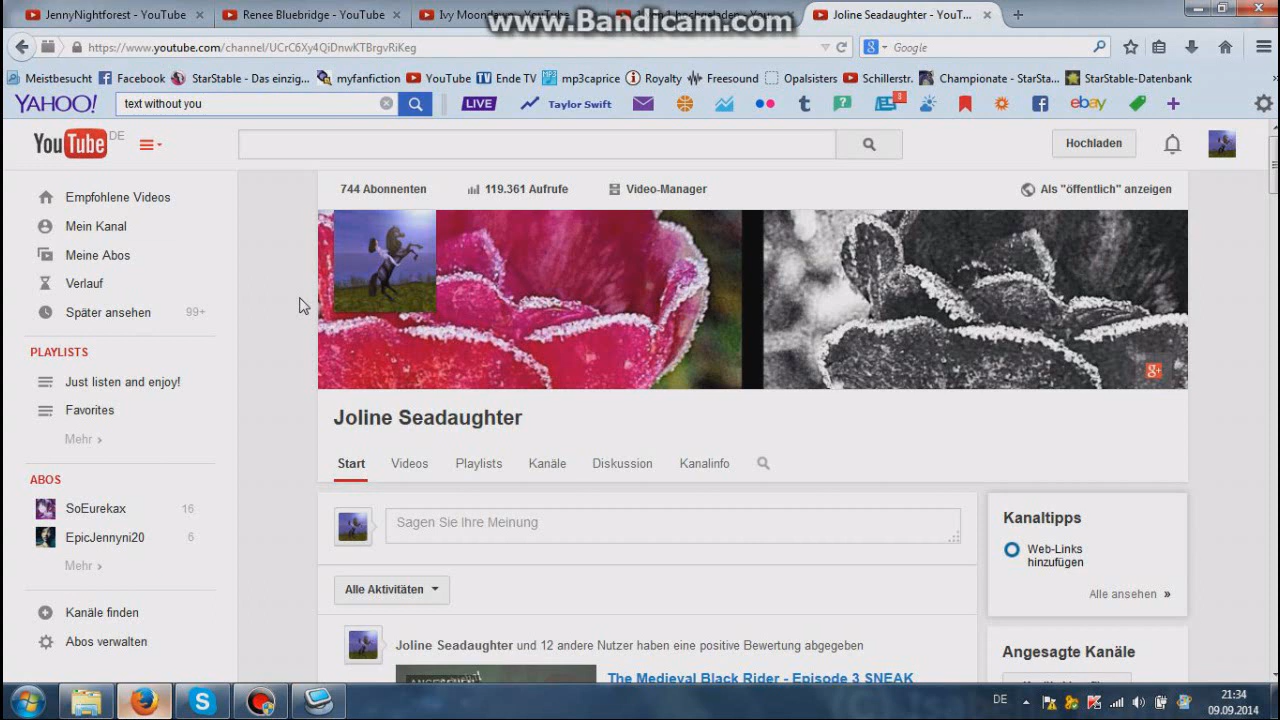 JennyNightforest - YouTube
Renee Bluebridge - YouTube
Ivy Moonday
Joline Seadaughter - YouT...
www.Bandicam.com
https://www.youtube.com/channel/UCrC6Xy4QiDnwKTBrgvRiKeg
Google
Meistbesucht
Facebook
StarStable - Das einzig...
myfanfiction
YouTube
Ende TV
mp3caprice
Royalty
Freesound
Opalsisters
Schillerstr.
Championate - StarSta...
StarStable-Datenbank
YAHOO!
text without you
LIVE
Taylor Swift
ebay
YouTube DE
Hochladen
Empfohlene Videos
Mein Kanal
Meine Abos
Verlauf
Später ansehen 99+
PLAYLISTS
Just listen and enjoy!
Favorites
Mehr ›
ABOS
SoEurekax 16
EpicJennyni20 6
Mehr ›
Kanäle finden
Abos verwalten
744 Abonnenten
119.361 Aufrufe
Video-Manager
Als "öffentlich" anzeigen
g+
Joline Seadaughter
Start
Videos
Playlists
Kanäle
Diskussion
Kanalinfo
Sagen Sie Ihre Meinung
Alle Aktivitäten
Joline Seadaughter und 12 andere Nutzer haben eine positive Bewertung abgegeben
The Medieval Black Rider - Episode 3 SNEAK
Kanaltipps
Web-Links
hinzufügen
Alle ansehen »
Angesagte Kanäle
DE
21:34
09.09.2014